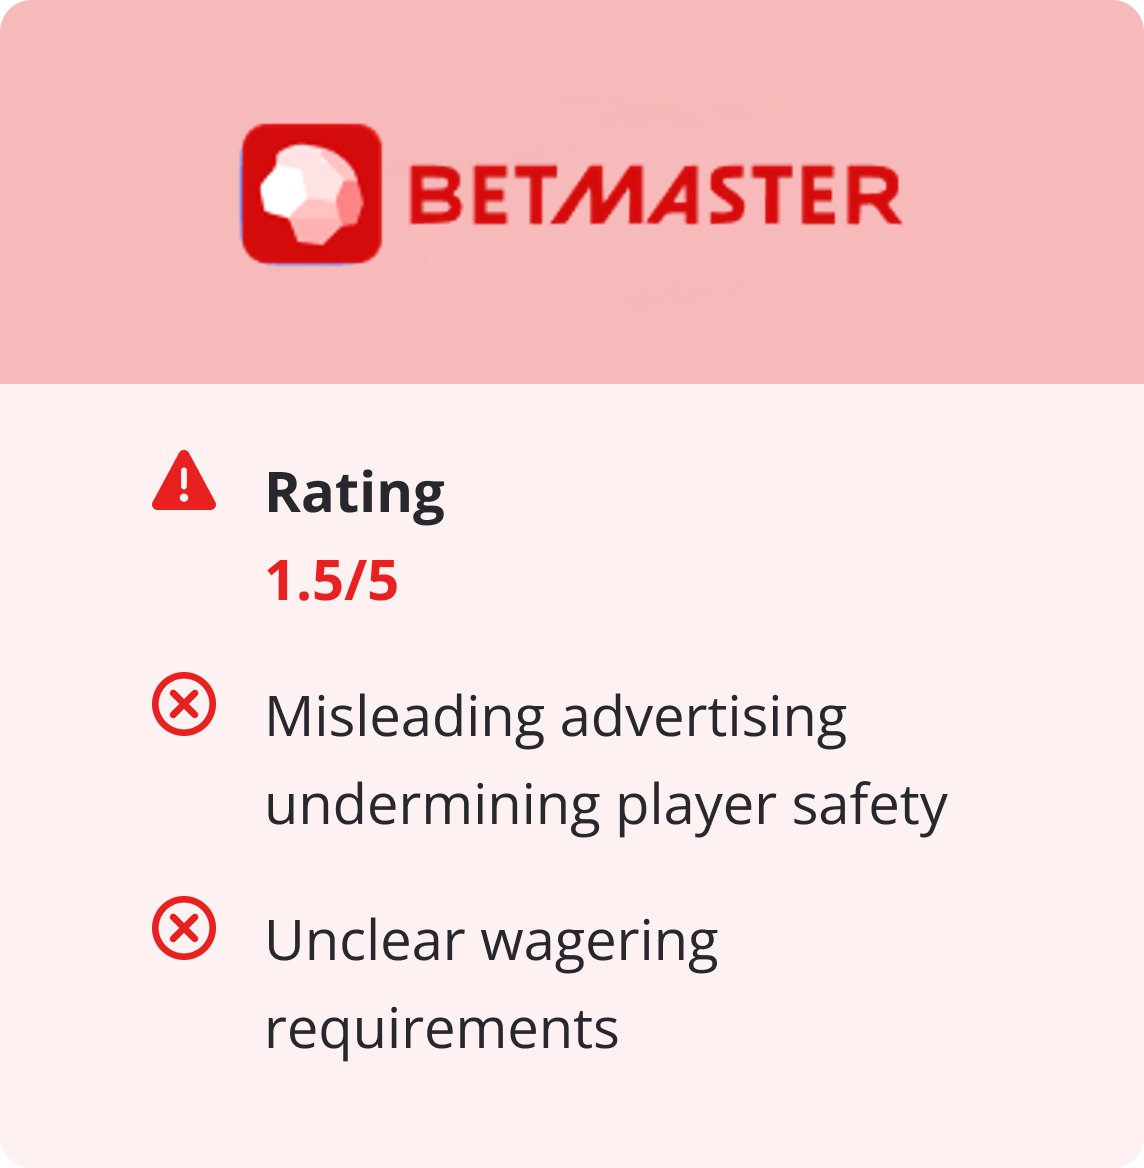 BETMASTER
Rating
1.5/5
Misleading advertising
undermining player safety
Unclear wagering
requirements